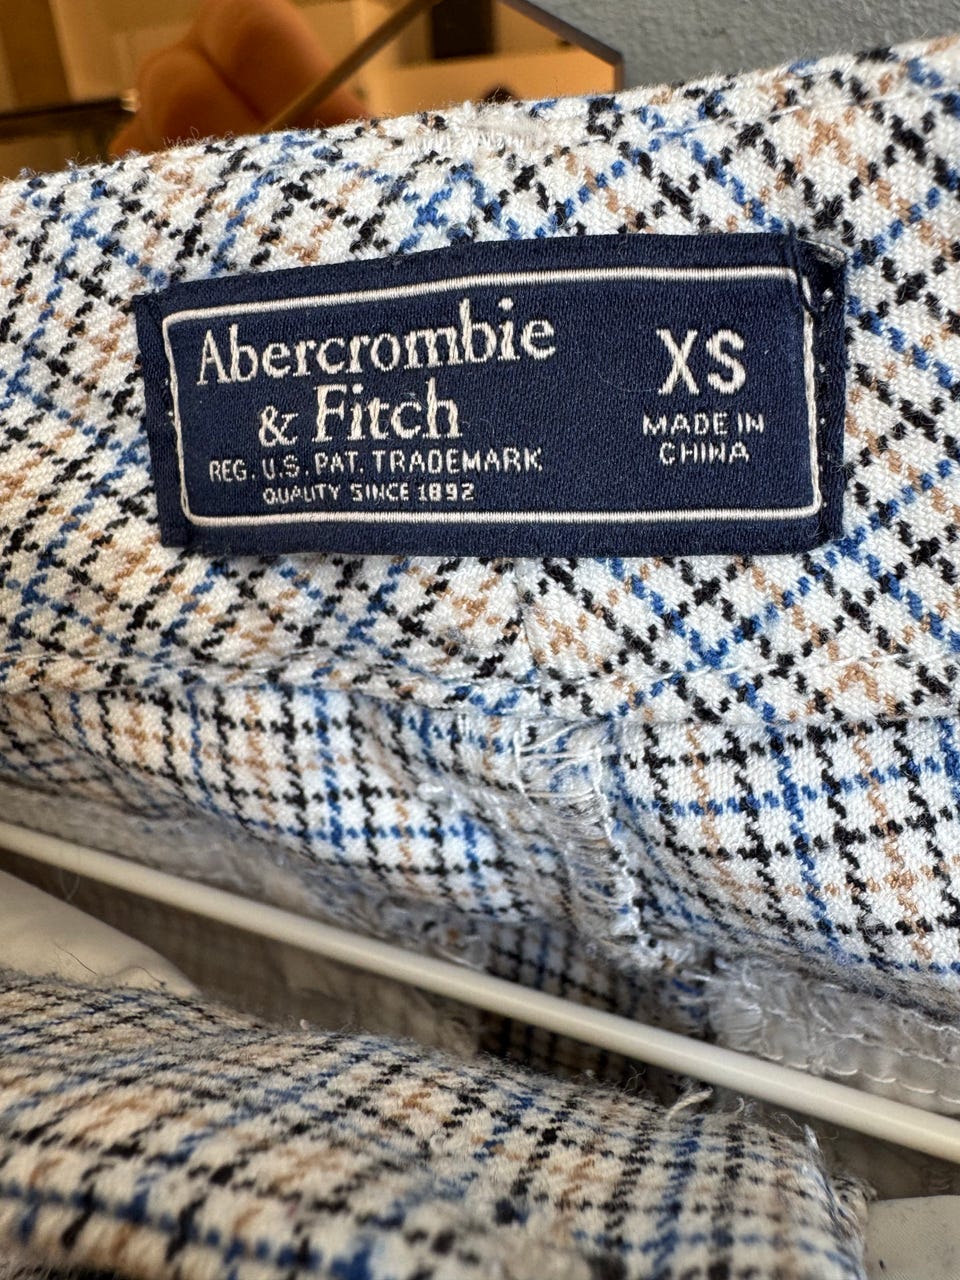 Abercrombie
& Fitch
REG. U.S. PAT. TRADEMARK
QUALITY SINCE 1892
XS
MADE IN
CHINA